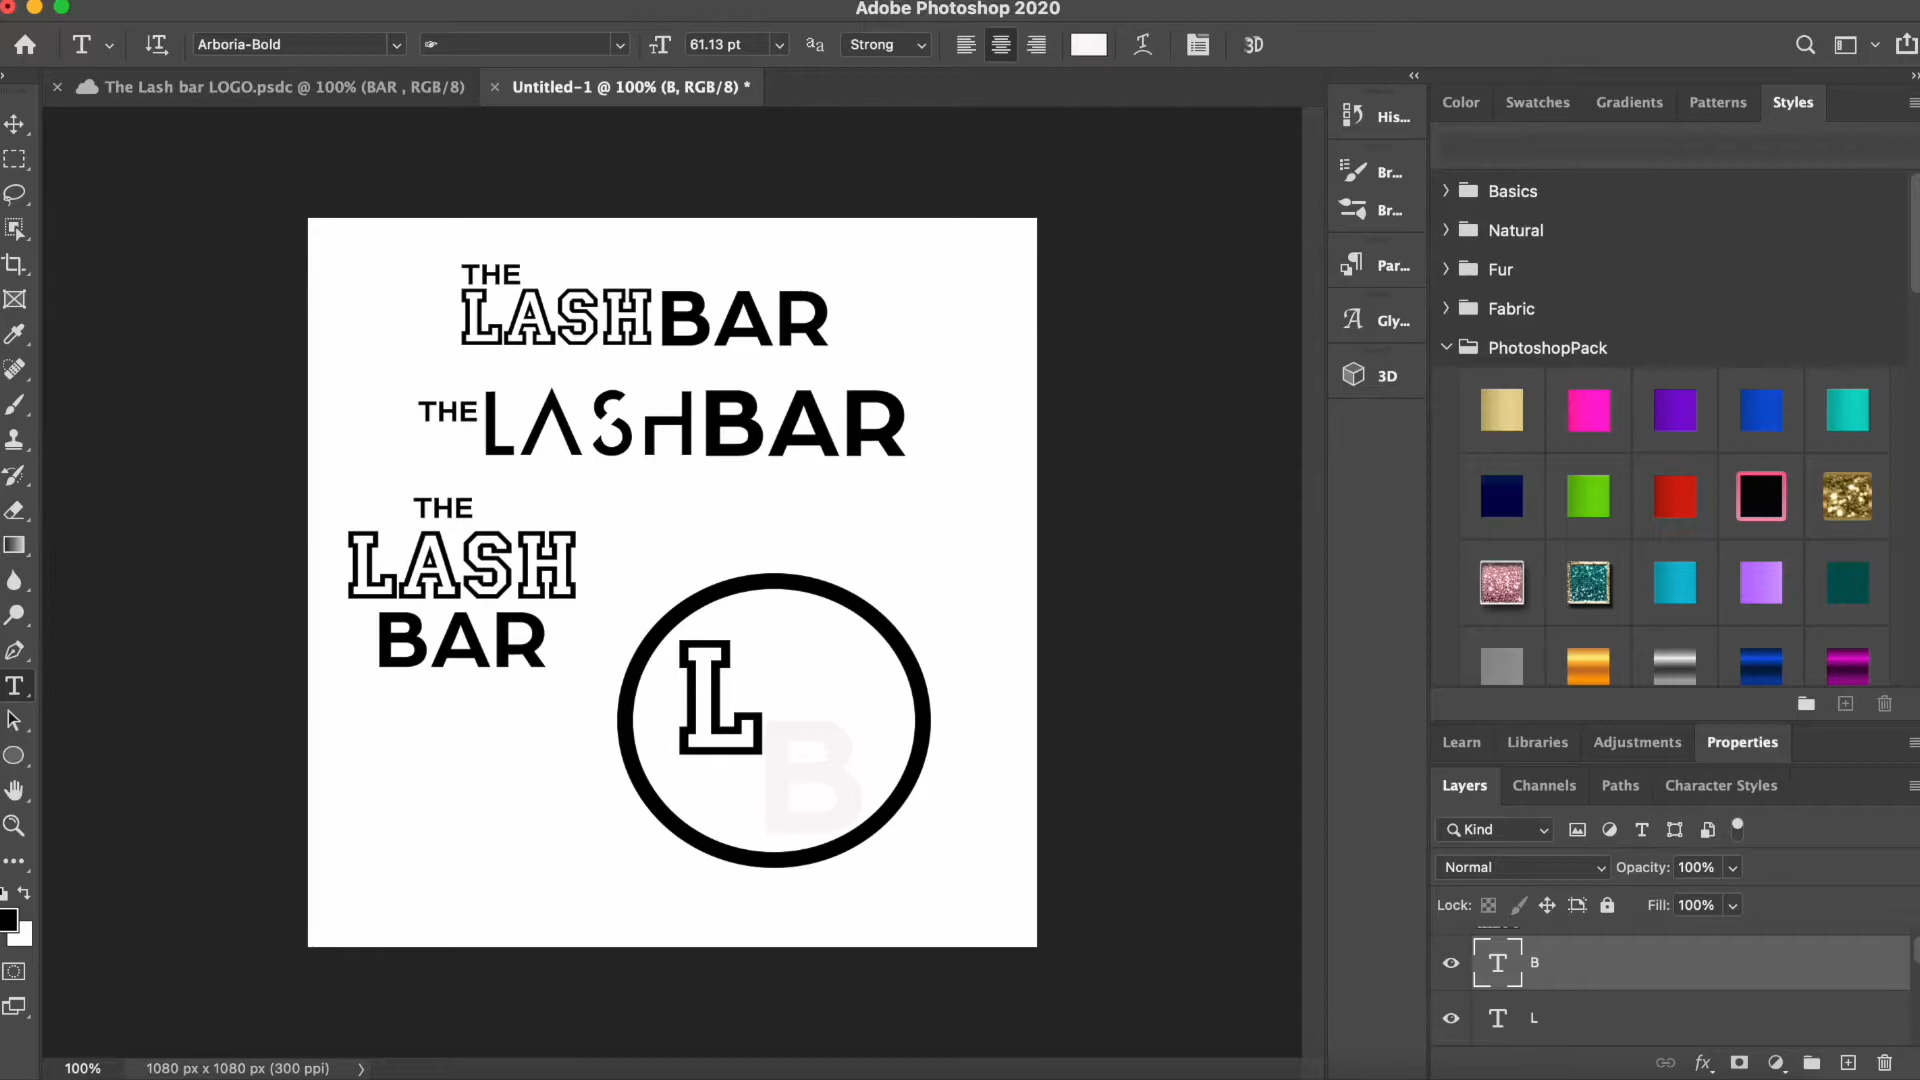 Adobe Photoshop 2020
T Arboria-Bold 61.13 pt aa Strong 3D
The Lash bar LOGO.psdc @ 100% (BAR , RGB/8) Untitled-1 @ 100% (B, RGB/8) *
His...
Br...
Br...
Par...
Gly...
3D
Color Swatches Gradients Patterns Styles
Basics
Natural
Fur
Fabric
PhotoshopPack
THE
LASHBAR
THE LASHBAR
THE
LASH
BAR
L
B
Learn Libraries Adjustments Properties
Layers Channels Paths Character Styles
Kind
Normal Opacity: 100%
Lock: Fill: 100%
T B
T L
fx
100% 1080 px x 1080 px (300 ppi)